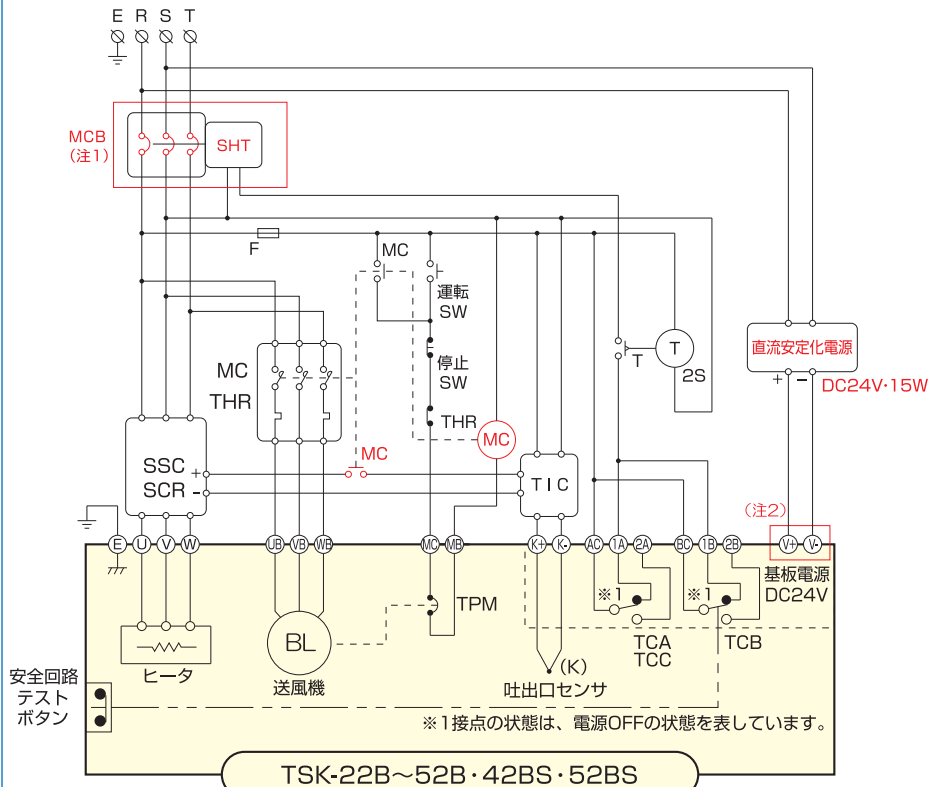 E R S T
MCB
(注1)
SHT
F
MC
運転
SW
停止
SW
THR
MC
THR
MC
MC
T
T
2S
直流安定化電源
+ −
DC24V・15W
SSC
SCR
+
-
TIC
(注2)
E U V W UB VB WB MC MB K+ K- AC 1A 2A BC 1B 2B V+ V-
基板電源
DC24V
※1
※1
TPM
TCA
TCC
TCB
BL
ヒータ
送風機
(K)
吐出口センサ
安全回路
テスト
ボタン
※1接点の状態は、電源OFFの状態を表しています。
TSK-22B〜52B・42BS・52BS